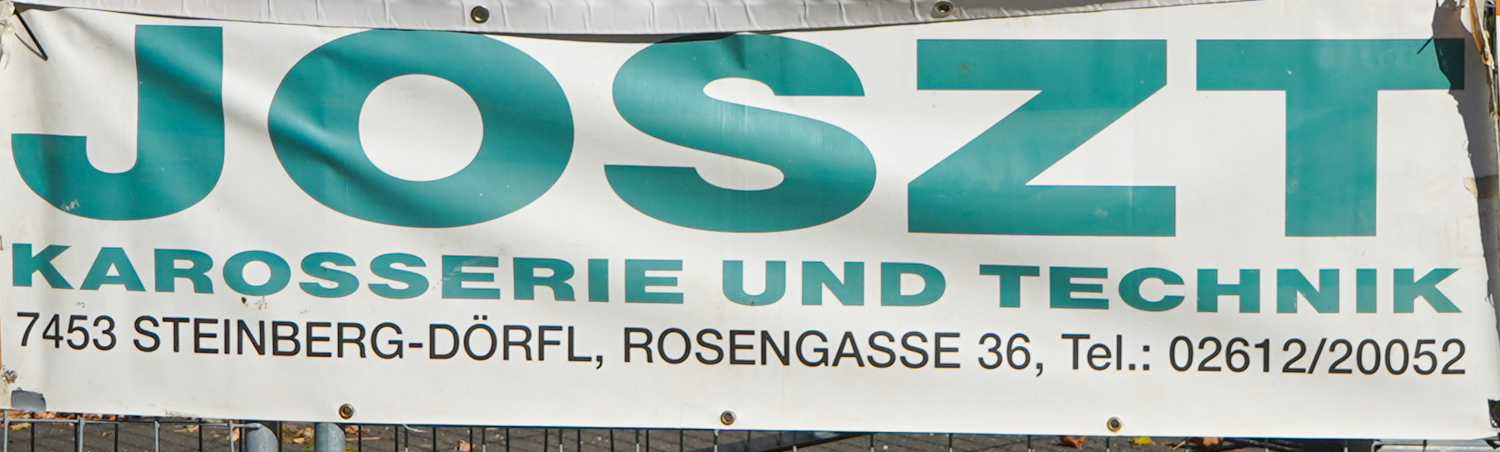 JOSZT
KAROSSERIE UND TECHNIK
7453 STEINBERG-DÖRFL, ROSENGASSE 36, Tel.: 02612/20052